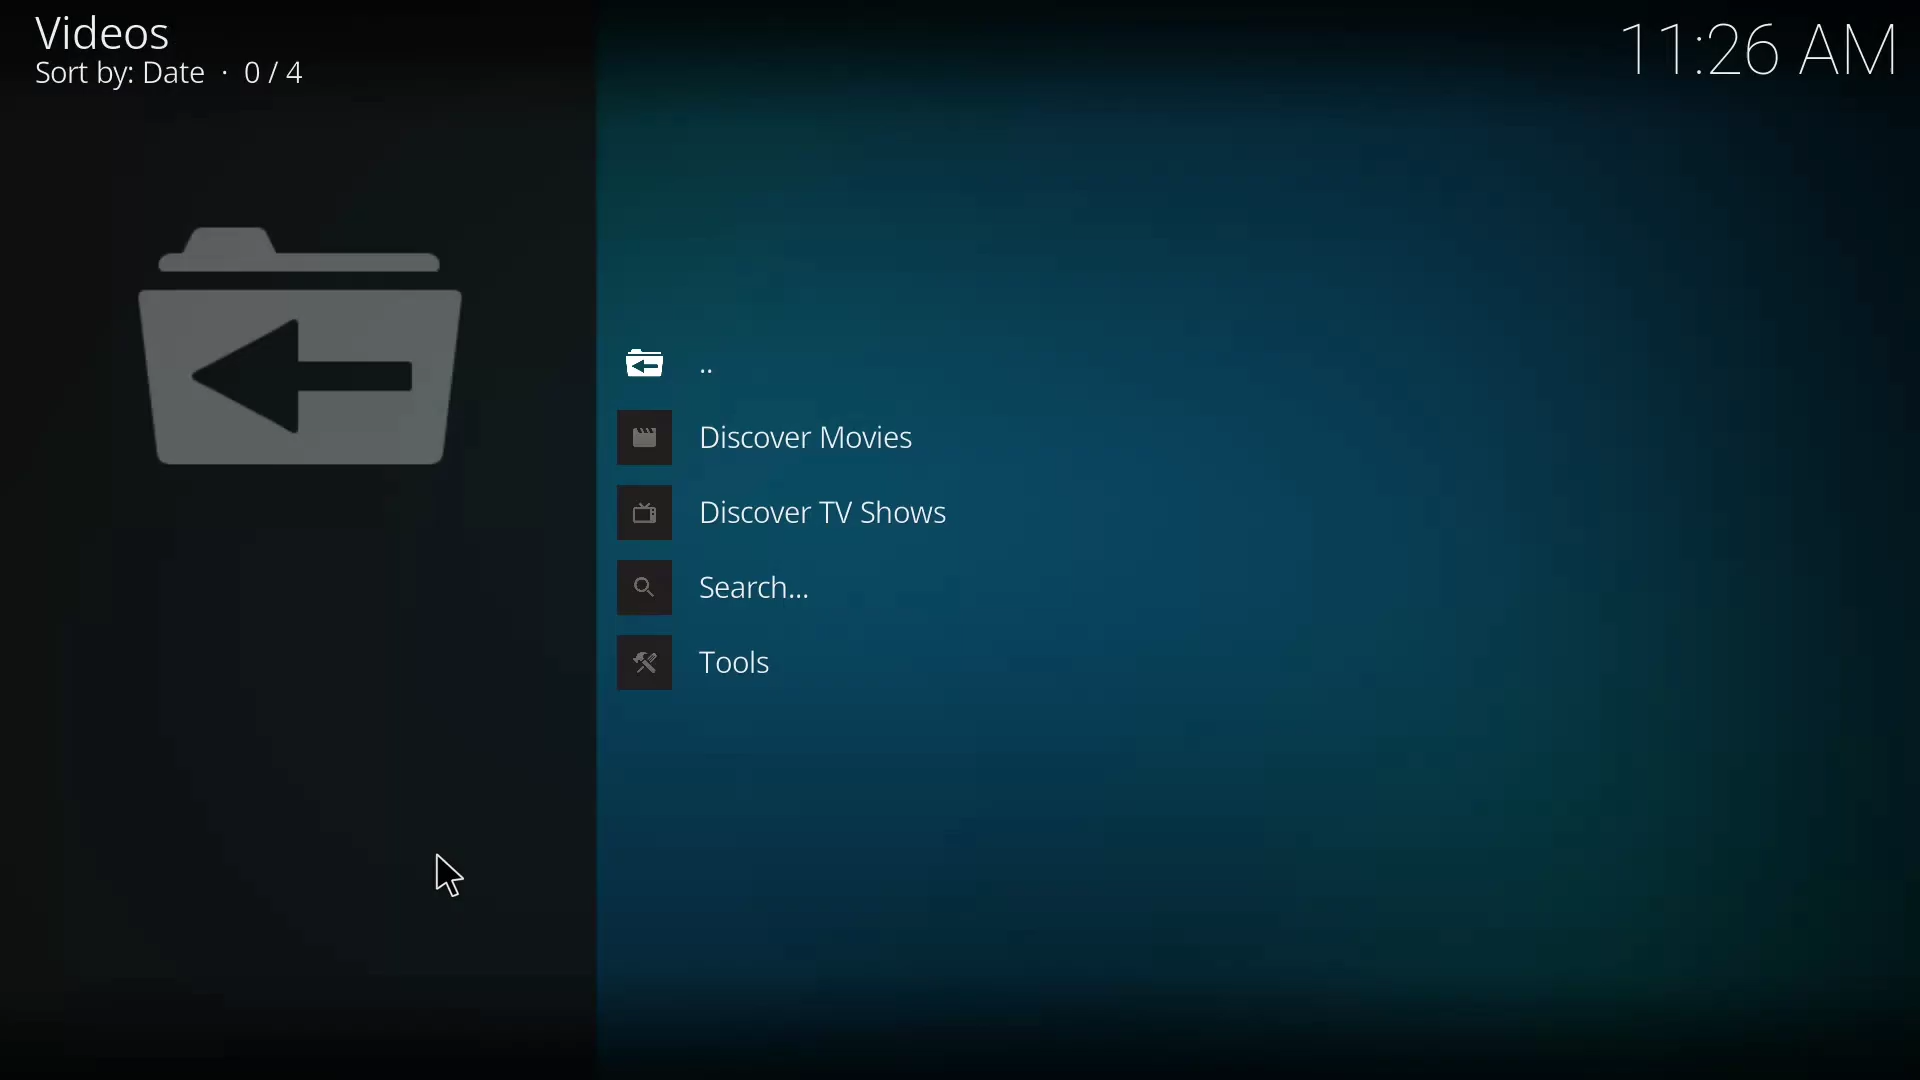 Videos
Sort by: Date · 0 / 4
11:26 AM
..
Discover Movies
Discover TV Shows
Search...
Tools